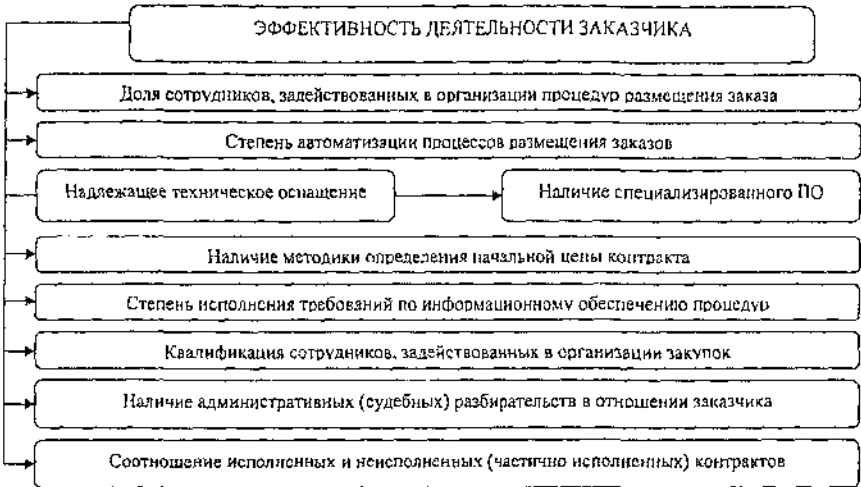 ЭФФЕКТИВНОСТЬ ДЕЯТЕЛЬНОСТИ ЗАКАЗЧИКА
Доля сотрудников, задействованных в организации процедур размещения заказа
Степень автоматизации процессов размещения заказов
Надлежащее техническое оснащение
Наличие специализированного ПО
Наличие методики определения начальной цены контракта
Степень исполнения требований по информационному обеспечению процедур
Квалификация сотрудников, задействованных в организации закупок
Наличие административных (судебных) разбирательств в отношении заказчика
Соотношение исполненных и неисполненных (частично исполненных) контрактов